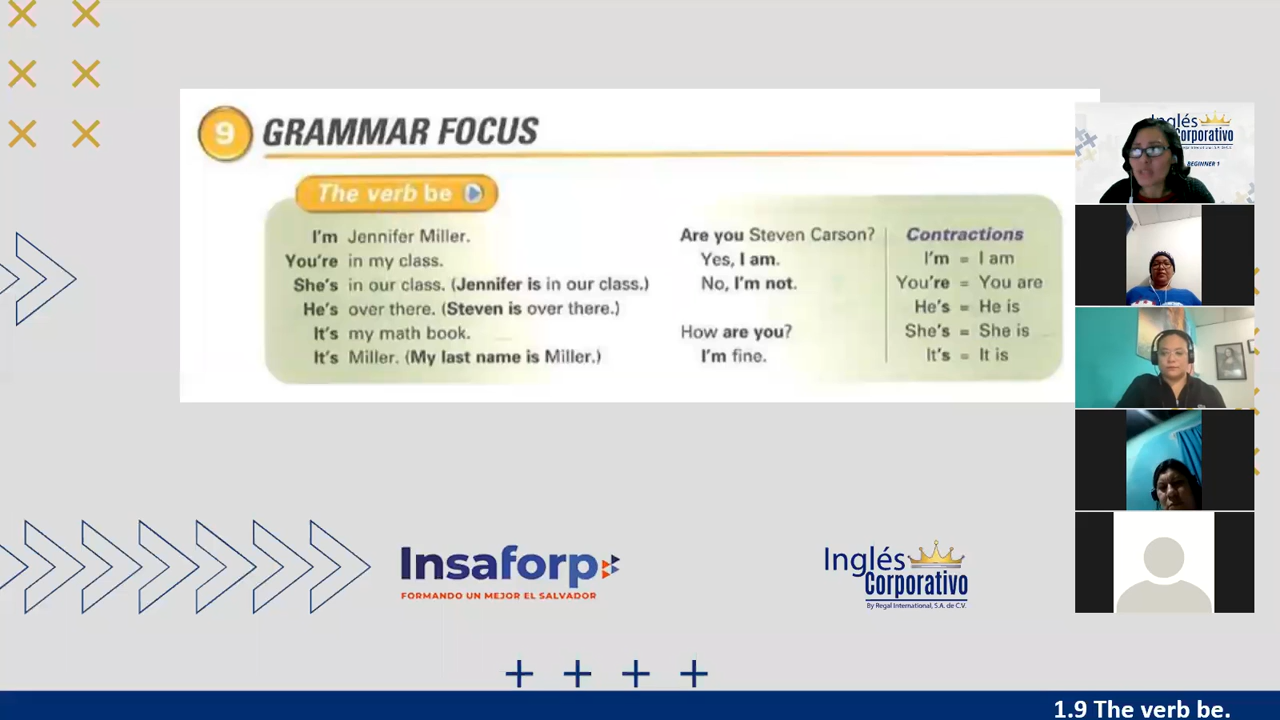 9 GRAMMAR FOCUS
The verb be
I'm Jennifer Miller.
You're in my class.
She's in our class. (Jennifer is in our class.)
He's over there. (Steven is over there.)
It's my math book.
It's Miller. (My last name is Miller.)
Are you Steven Carson?
Yes, I am.
No, I'm not.
How are you?
I'm fine.
Contractions
I'm = I am
You're = You are
He's = He is
She's = She is
It's = It is
Inglés
Corporativo
BEGINNER 1
Insaforp
FORMANDO UN MEJOR EL SALVADOR
Inglés
Corporativo
By Regal International, S.A. de C.V.
1.9 The verb be.